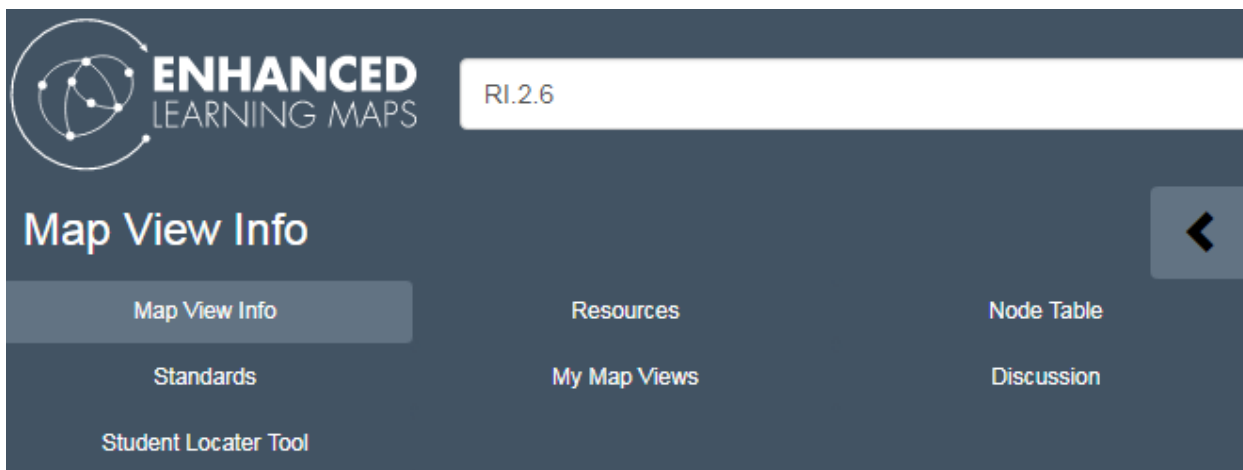 ENHANCED
LEARNING MAPS
RI.2.6
Map View Info
Map View Info Resources Node Table
Standards My Map Views Discussion
Student Locater Tool